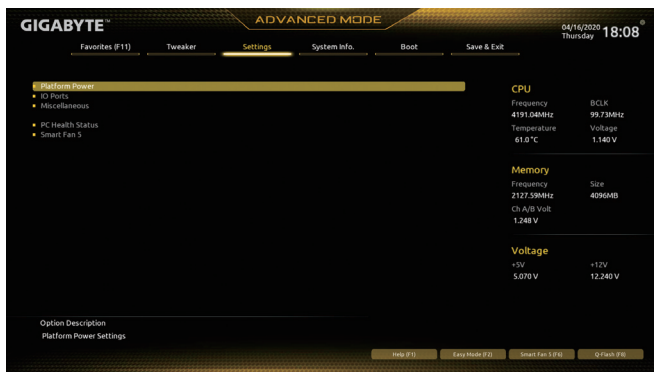 GIGABYTE™
ADVANCED MODE
04/16/2020 18:08
Thursday
Favorites (F11) Tweaker Settings System Info. Boot Save & Exit
Platform Power
IO Ports
Miscellaneous
PC Health Status
Smart Fan 5
CPU
Frequency BCLK
4191.04MHz 99.73MHz
Temperature Voltage
61.0 °C 1.140 V
Memory
Frequency Size
2127.59MHz 4096MB
Ch A/B Volt
1.248 V
Voltage
+5V +12V
5.070 V 12.240 V
Option Description
Platform Power Settings
Help (F1) Easy Mode (F2) Smart Fan 5 (F6) Q-Flash (F8)